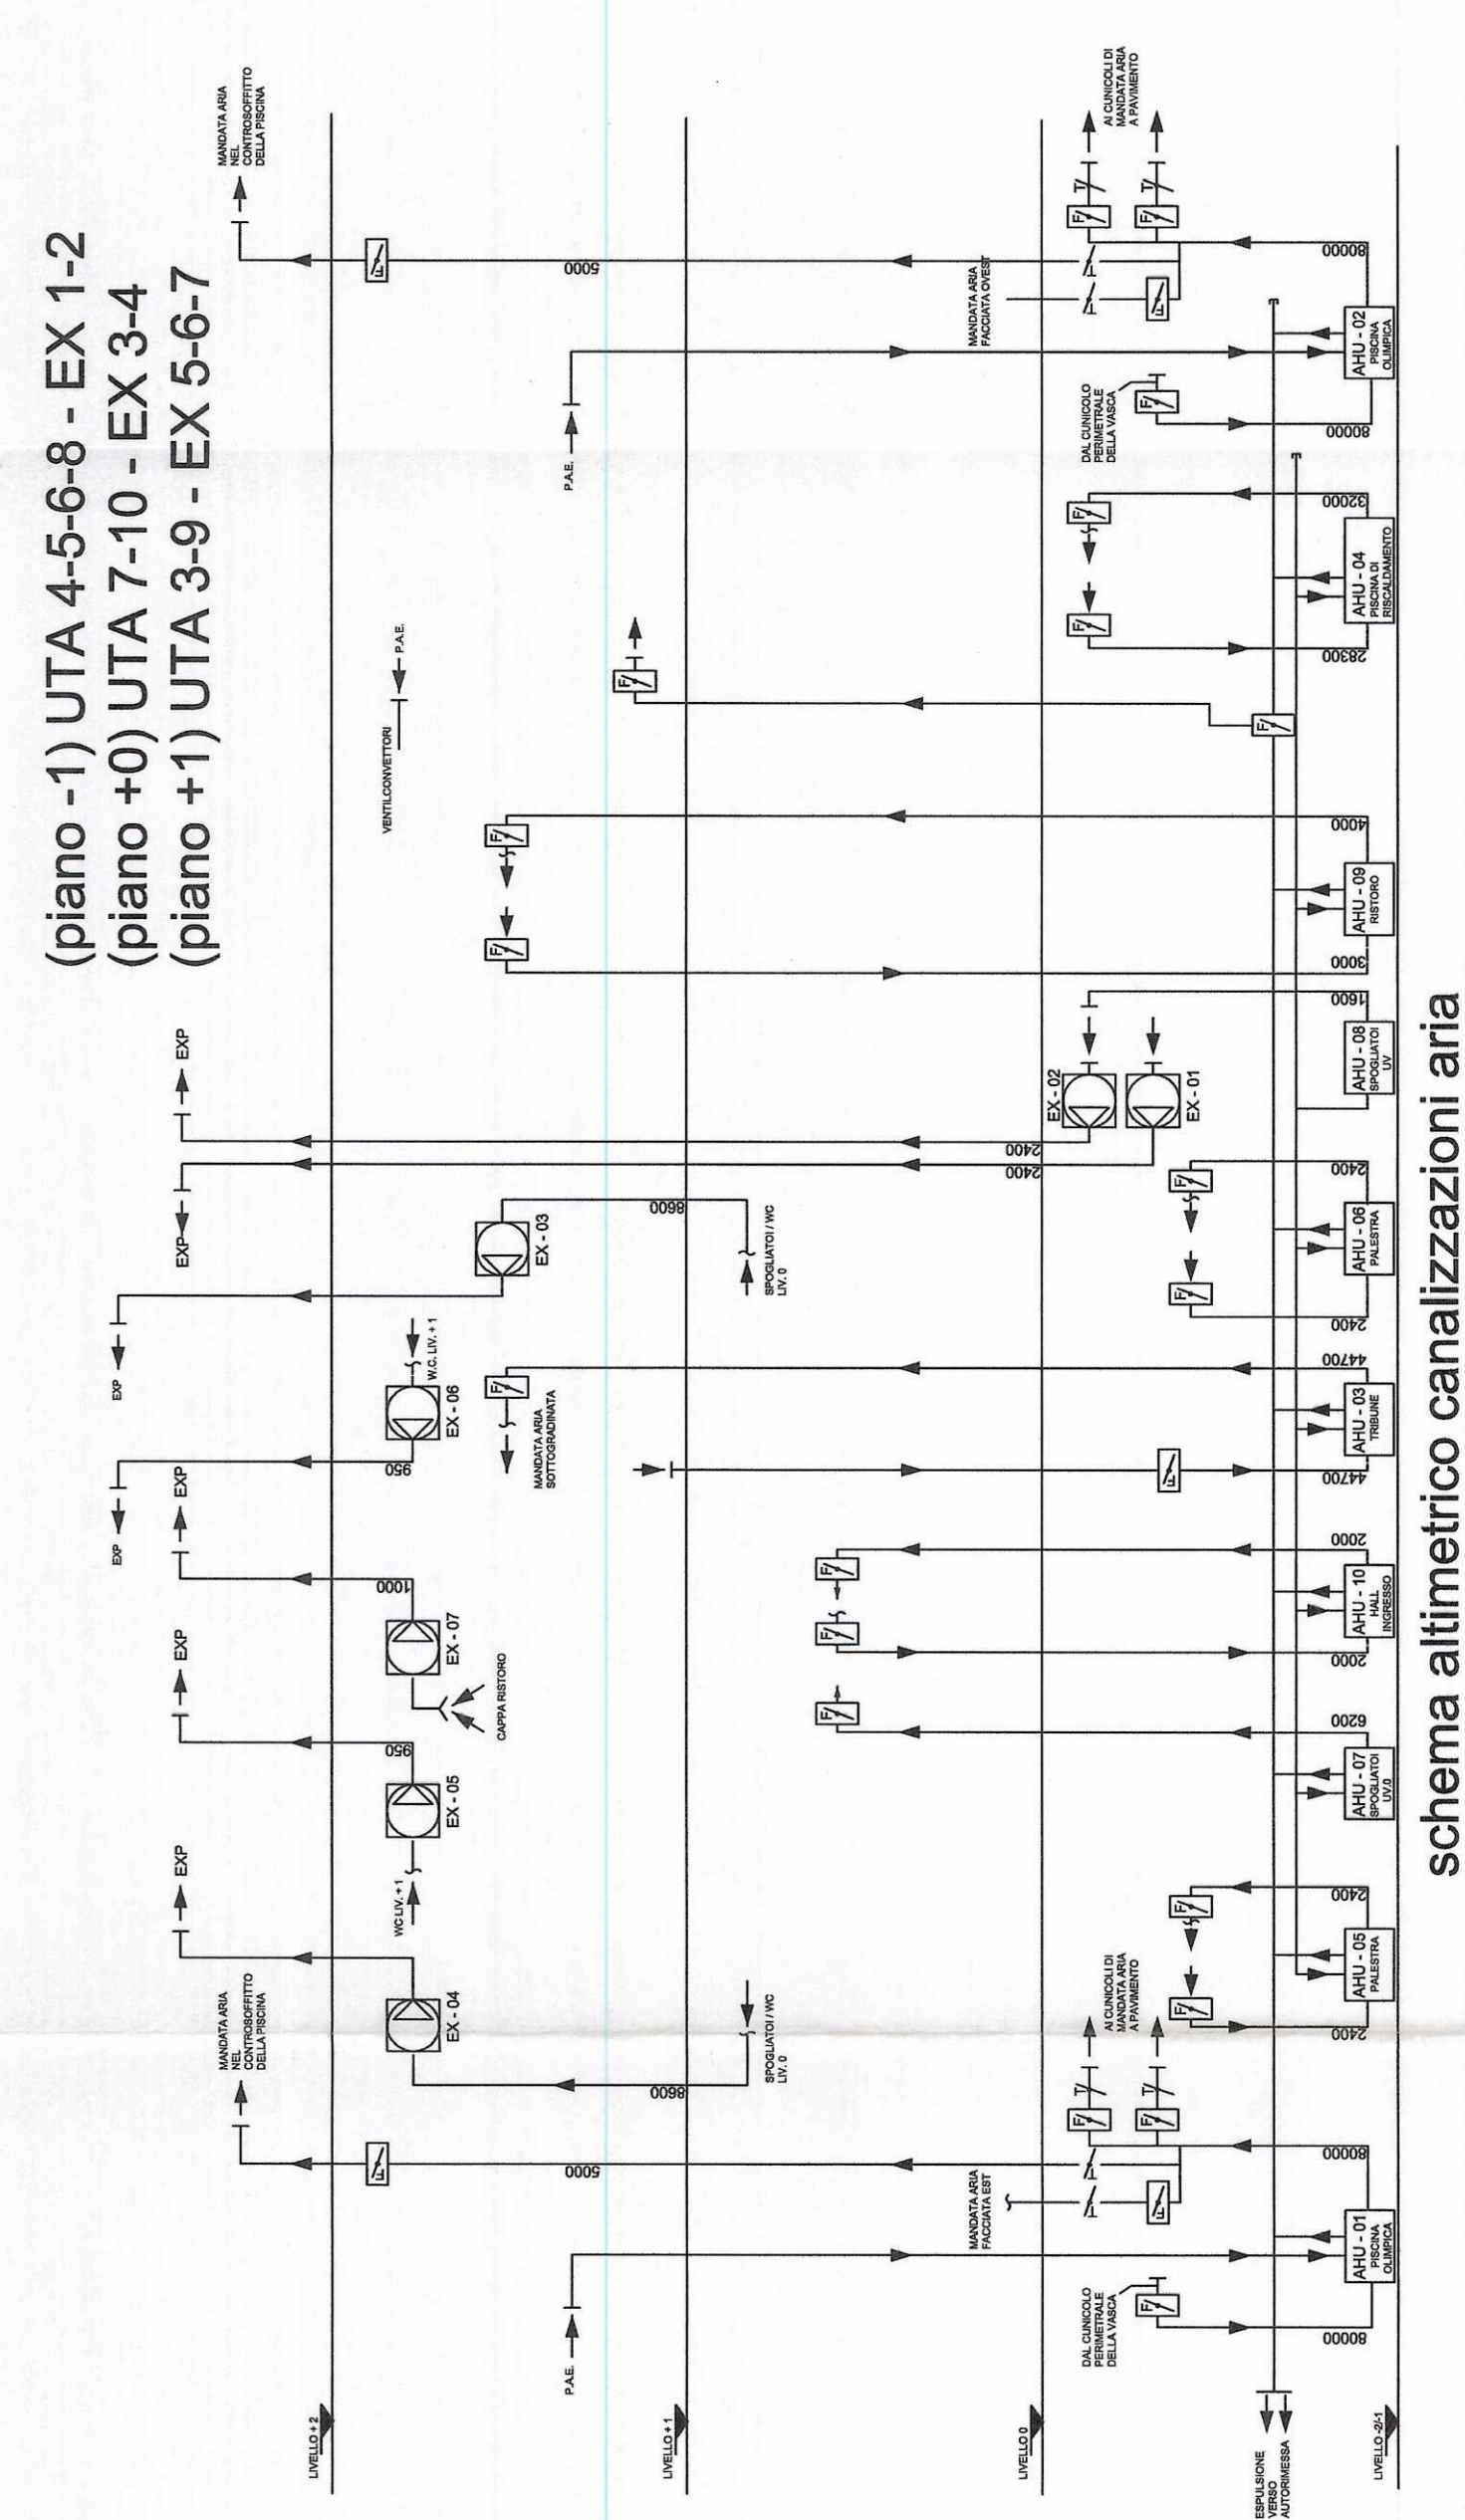 (piano -1) UTA 4-5-6-8 - EX 1-2
(piano +0) UTA 7-10 - EX 3-4
(piano +1) UTA 3-9 - EX 5-6-7
MANDATA ARIA
NEL
CONTROSOFFITTO
DELLA PISCINA
EXP
EXP
EXP
EXP
EXP
EXP
EXP
MANDATA ARIA
NEL
CONTROSOFFITTO
DELLA PISCINA
LIVELLO + 2
F
EX - 04
WC LIV. + 1
950
EX - 05
1000
EX - 07
CAPPA RISTORO
950
EX - 06
W.C. LIV. + 1
VENTILCONVETTORI
P.A.E.
F
P.A.E.
5000
MANDATA ARIA
SOTTOGRADINATA
F
EX - 03
F
F
P.A.E.
5000
F
LIVELLO + 1
8600
SPOGLIATOI / WC
LIV. 0
8600
SPOGLIATOI / WC
LIV. 0
F
F
F
MANDATA ARIA
FACCIATA EST
MANDATA ARIA
FACCIATA OVEST
LIVELLO 0
2400
2400
DAL CUNICOLO
PERIMETRALE
DELLA VASCA
F
T
T
F
F
T
F
T
AI CUNICOLI DI
MANDATA ARIA
A PAVIMENTO
F
F
F
F
F
EX - 02
EX - 01
F
F
DAL CUNICOLO
PERIMETRALE
DELLA VASCA
F
T
T
F
F
T
F
T
AI CUNICOLI DI
MANDATA ARIA
A PAVIMENTO
F
ESPULSIONE
VERSO
AUTORIMESSA
80000
80000
2400
2400
6200
2000
2000
44700
44700
2400
2400
1600
3000
4000
28300
32000
80000
80000
AHU - 01
PISCINA
OLIMPICA
AHU - 05
PALESTRA
AHU - 07
SPOGLIATOI
UV.0
AHU - 10
HALL
INGRESSO
AHU - 03
TRIBUNE
AHU - 06
PALESTRA
AHU - 08
SPOGLIATOI
UV
AHU - 09
RISTORO
AHU - 04
PISCINA DI
RISCALDAMENTO
AHU - 02
PISCINA
OLIMPICA
LIVELLO -2/-1
schema altimetrico canalizzazioni aria